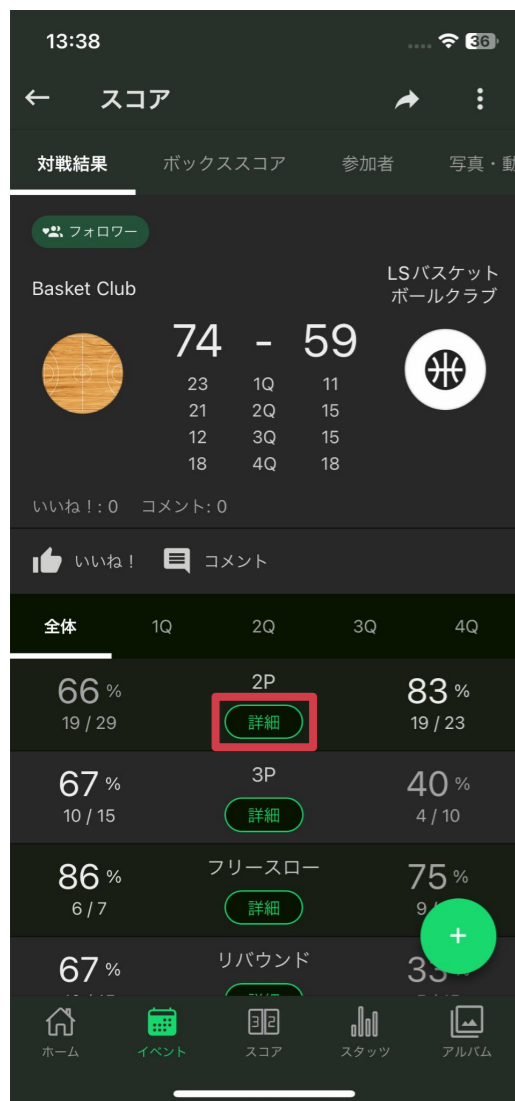 13:38
36
スコア
対戦結果 ボックススコア 参加者 写真・動
フォロワー
Basket Club
LSバスケット
ボールクラブ
74 - 59
23 1Q 11
21 2Q 15
12 3Q 15
18 4Q 18
いいね！: 0 コメント: 0
いいね！ コメント
全体 1Q 2Q 3Q 4Q
66 % 2P 83 %
19 / 29 詳細 19 / 23
67 % 3P 40 %
10 / 15 詳細 4 / 10
86 % フリースロー 75 %
6 / 7 詳細 9 /
+
67 % リバウンド 33
ホーム イベント スコア スタッツ アルバム